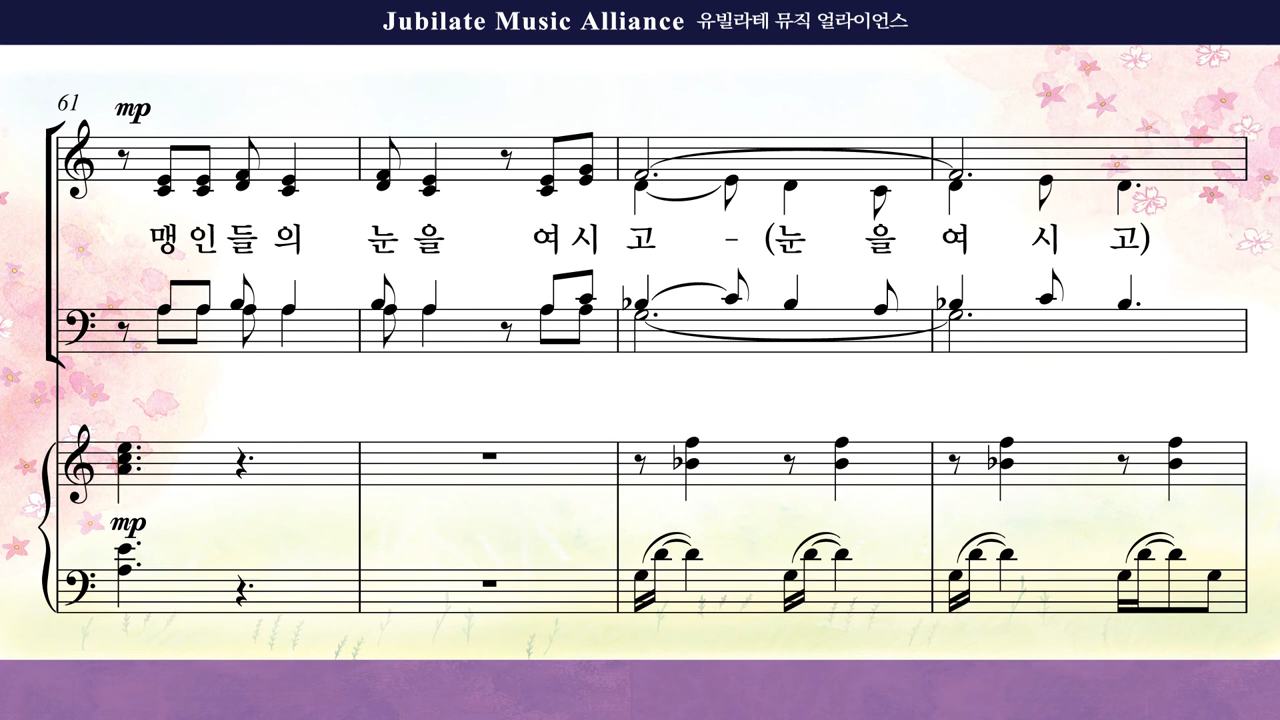 Jubilate Music Alliance 유빌라테 뮤직 얼라이언스
61
mp
맹 인 들 의 눈 을 여 시 고 - (눈 을 여 시 고)
mp